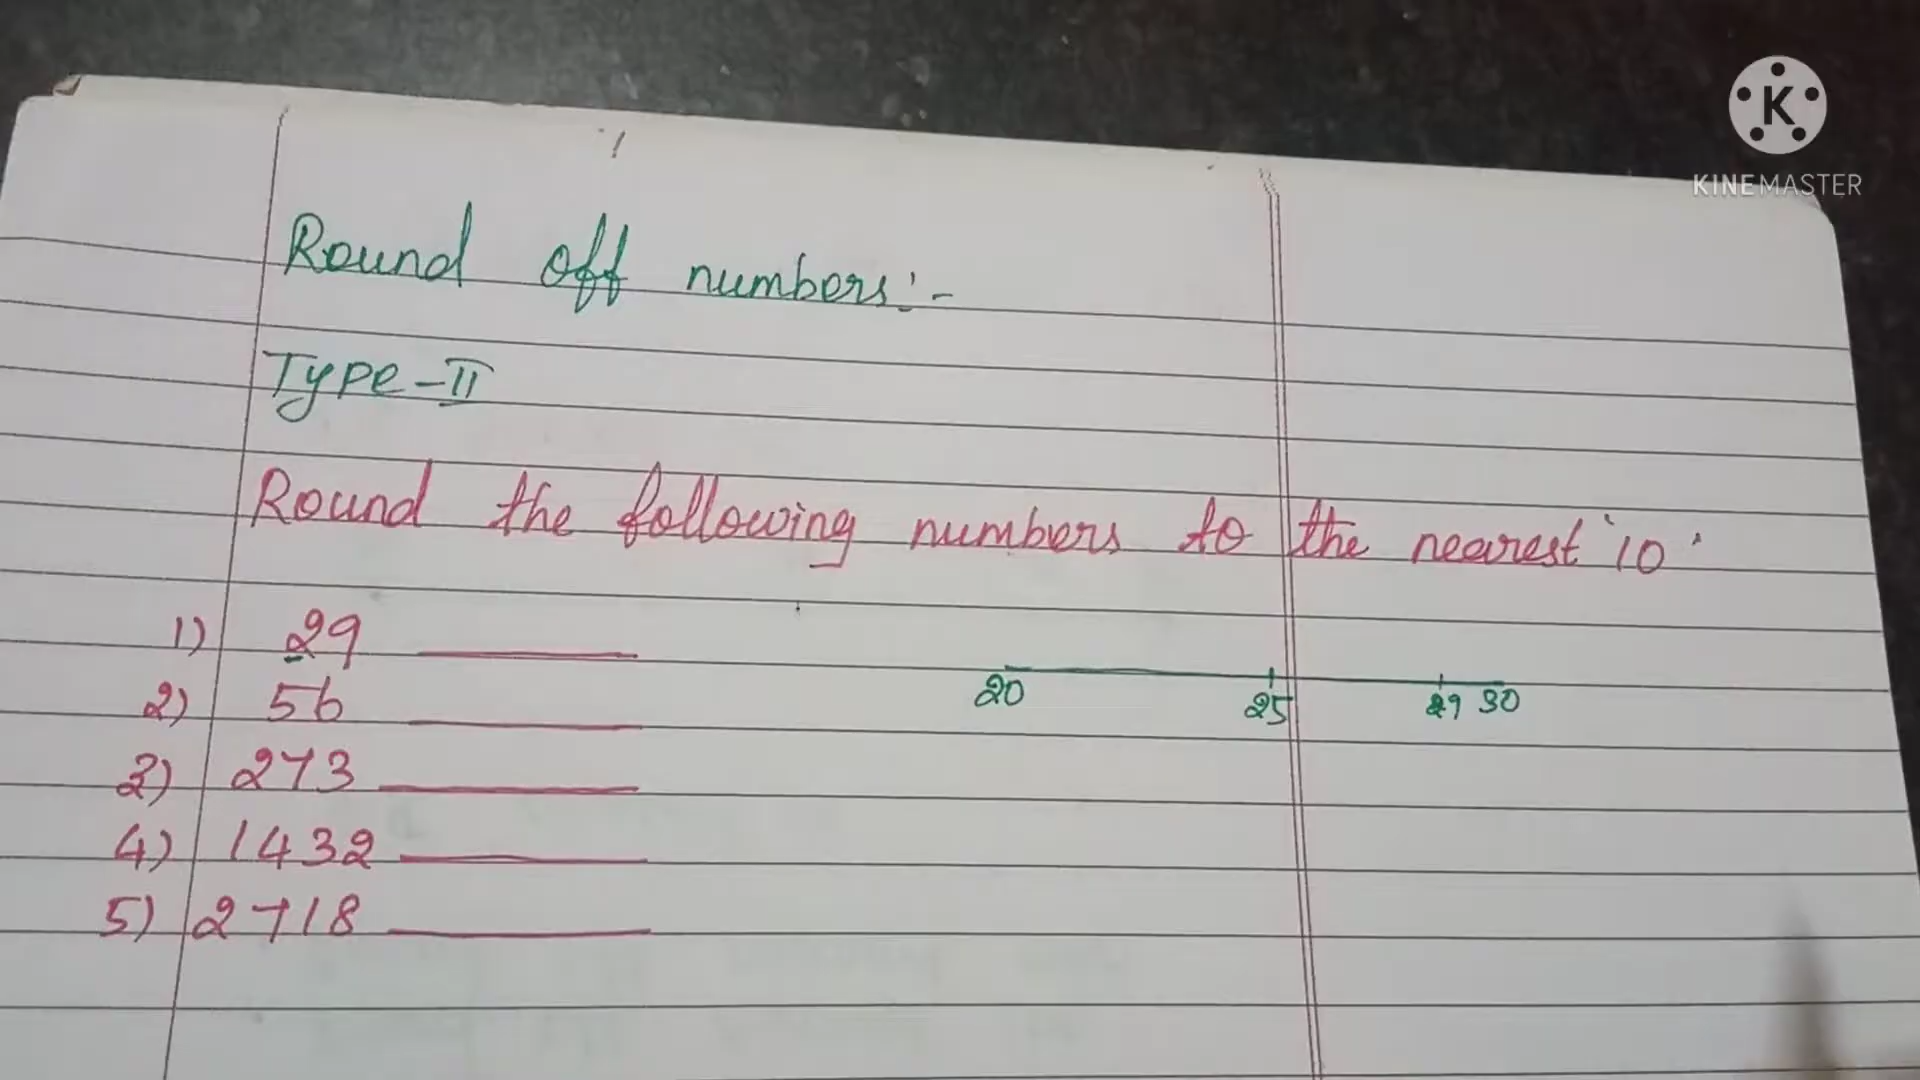 K
KINEMASTER
Round off numbers:-
Type-II
Round the following numbers to the nearest '10'
1) 29
20 25 29 30
2) 56
3) 273
4) 1432
5) 2718